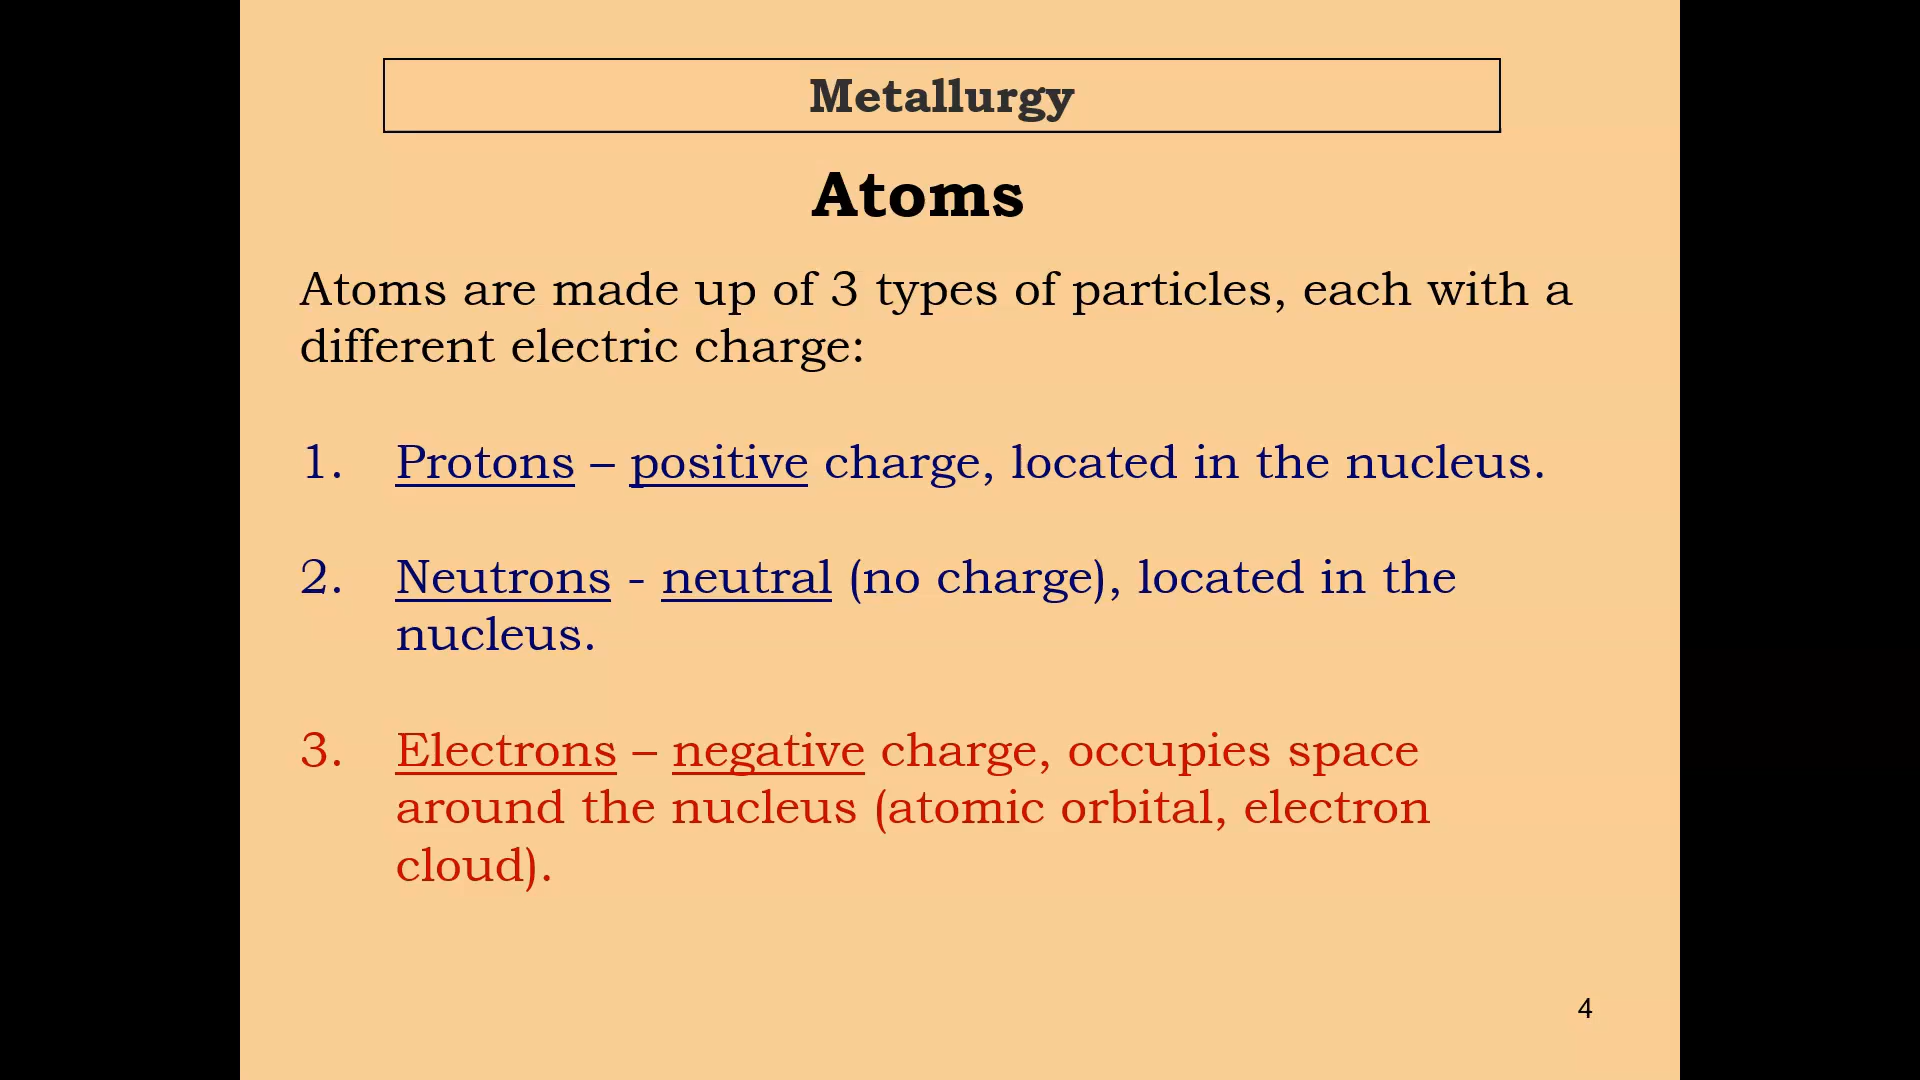 Metallurgy
Atoms
Atoms are made up of 3 types of particles, each with a
different electric charge:
1. Protons – positive charge, located in the nucleus.
2. Neutrons - neutral (no charge), located in the
nucleus.
3. Electrons – negative charge, occupies space
around the nucleus (atomic orbital, electron
cloud).
4